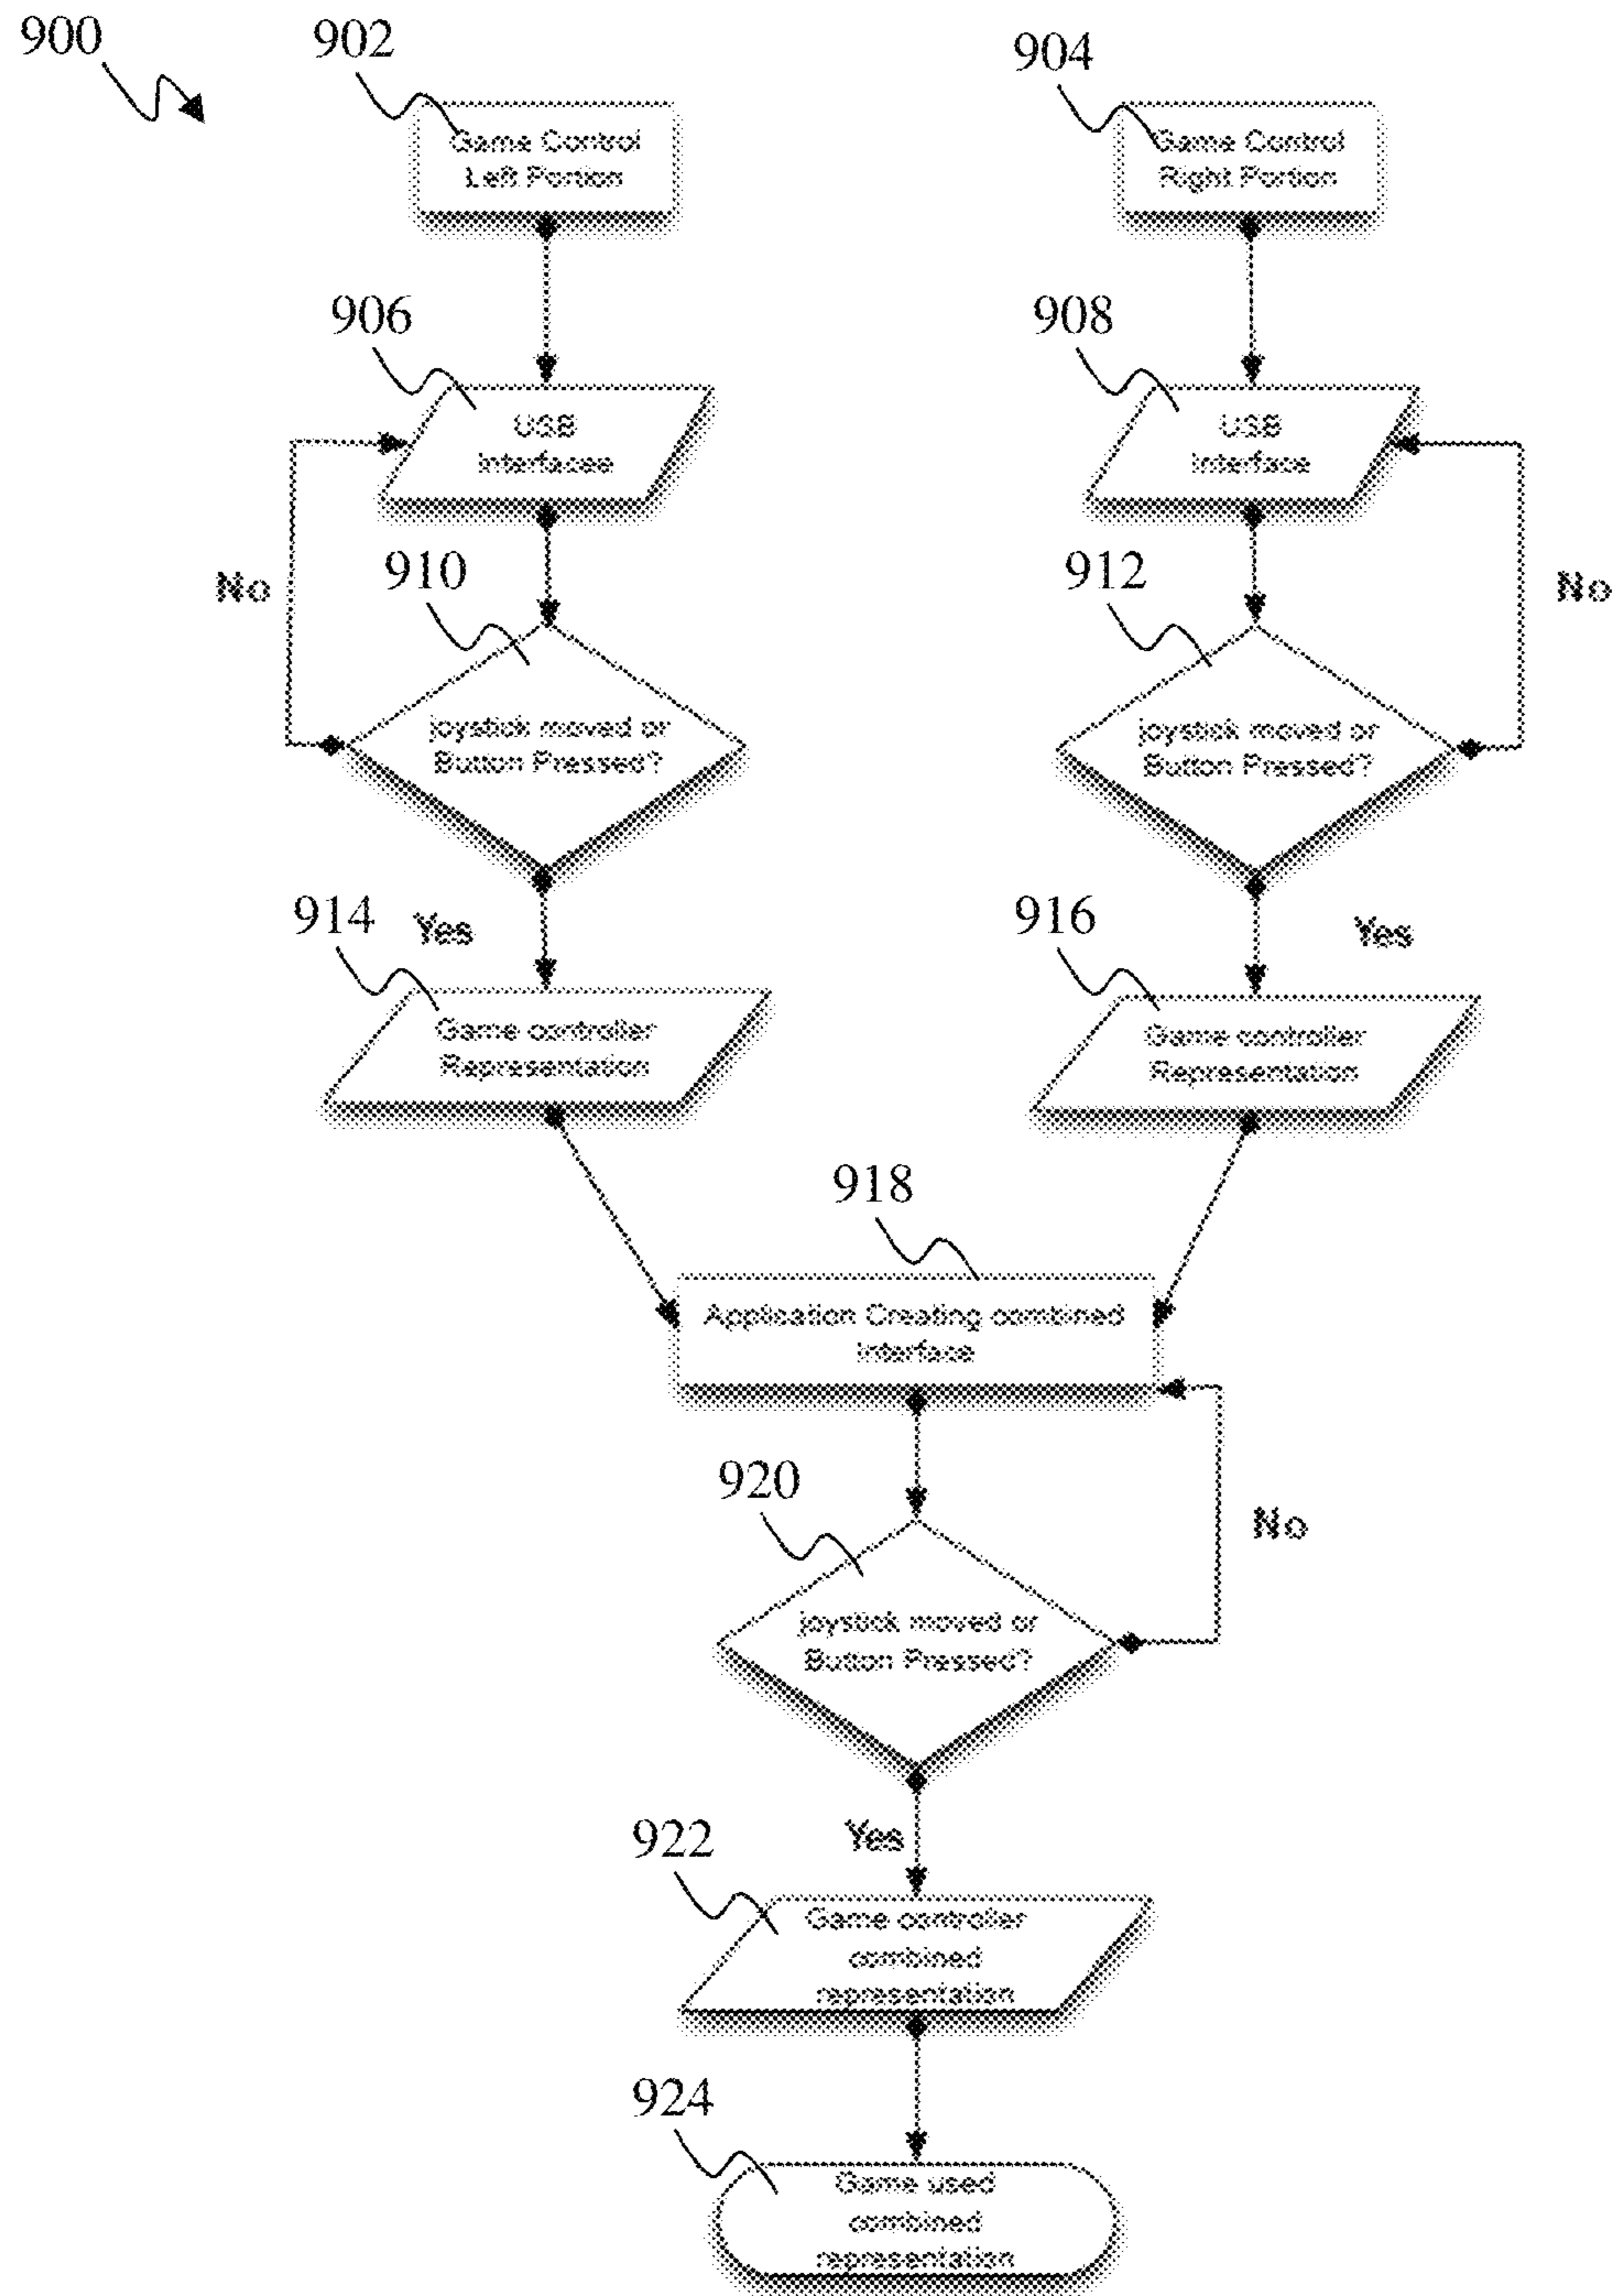 900
902
904
Game Control
Left Portion
Game Control
Right Portion
906
908
USB
Interfacee
USB
Interface
No
910
912
No
joystick moved or
Button Pressed?
joystick moved or
Button Pressed?
914
Yes
916
Yes
Game controller
Representation
Game controller
Representation
918
Application Creating combined
Interface
920
No
joystick moved or
Button Pressed?
Yes
922
Game controller
combined
representation
924
Game used
combined
representation